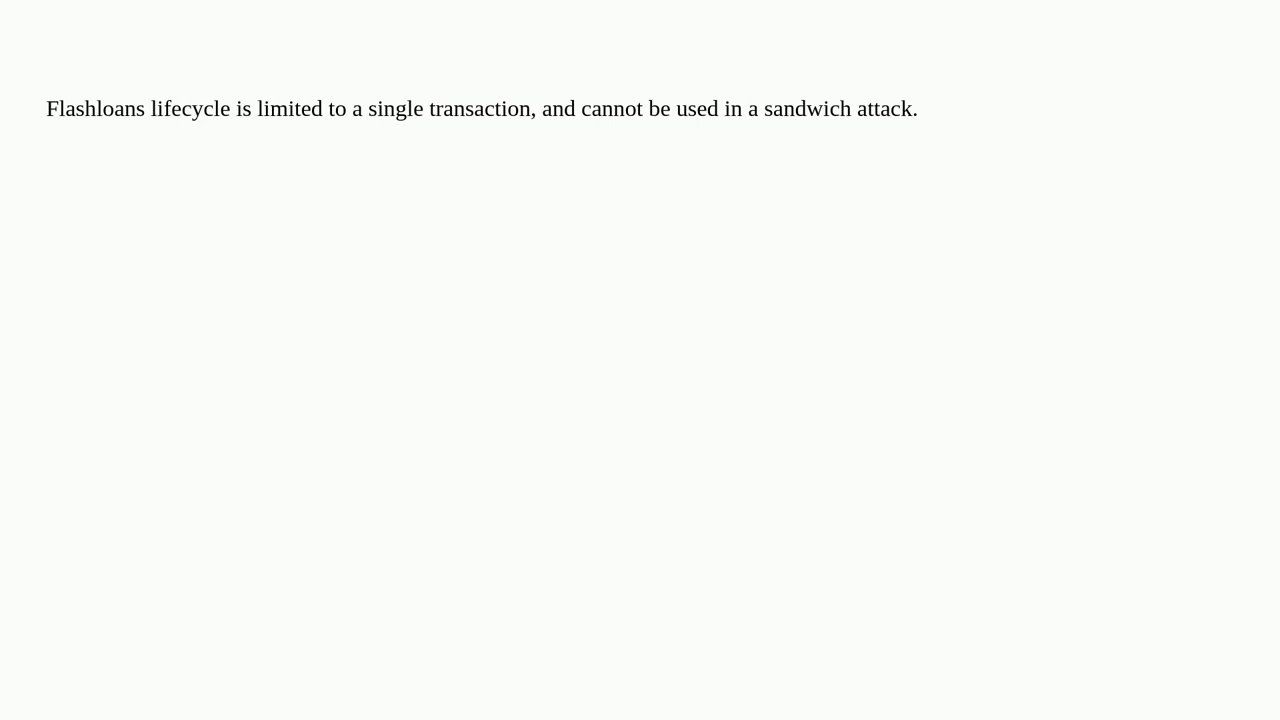 Flashloans lifecycle is limited to a single transaction, and cannot be used in a sandwich attack.